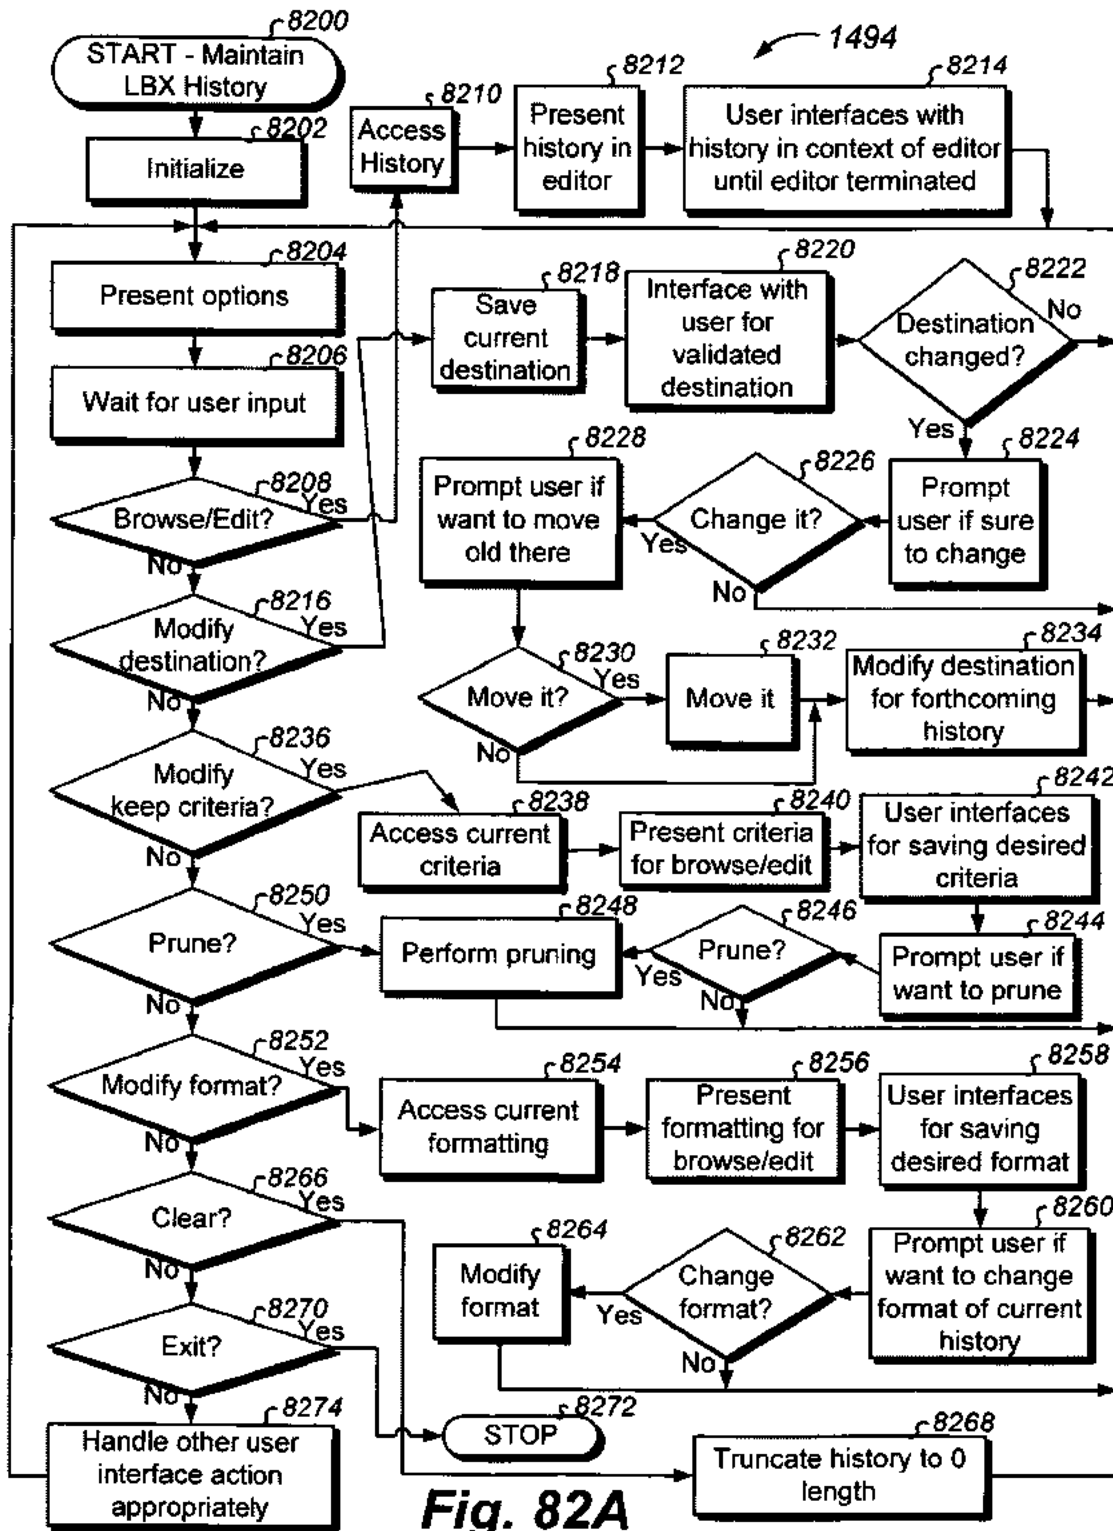 8200
START - Maintain
LBX History
1494
8202
Initialize
8210
Access
History
8212
Present
history in
editor
8214
User interfaces with
history in context of editor
until editor terminated
8204
Present options
8218
Save
current
destination
8220
Interface with
user for
validated
destination
8222
Destination
changed?
No
Yes
8206
Wait for user input
8208
Browse/Edit?
Yes
No
8228
Prompt user if
want to move
old there
8226
Change it?
Yes
No
8224
Prompt
user if sure
to change
8216
Modify
destination?
Yes
No
8230
Move it?
Yes
No
8232
Move it
8234
Modify destination
for forthcoming
history
8236
Modify
keep criteria?
Yes
No
8238
Access current
criteria
8240
Present criteria
for browse/edit
8242
User interfaces
for saving desired
criteria
8250
Prune?
Yes
No
8248
Perform pruning
8246
Prune?
Yes
No
8244
Prompt user if
want to prune
8252
Modify format?
Yes
No
8254
Access current
formatting
8256
Present
formatting for
browse/edit
8258
User interfaces
for saving
desired format
8266
Clear?
Yes
No
8264
Modify
format
8262
Change
format?
Yes
No
8260
Prompt user if
want to change
format of current
history
8270
Exit?
Yes
No
8272
STOP
8274
Handle other user
interface action
appropriately
8268
Truncate history to 0
length
Fig. 82A